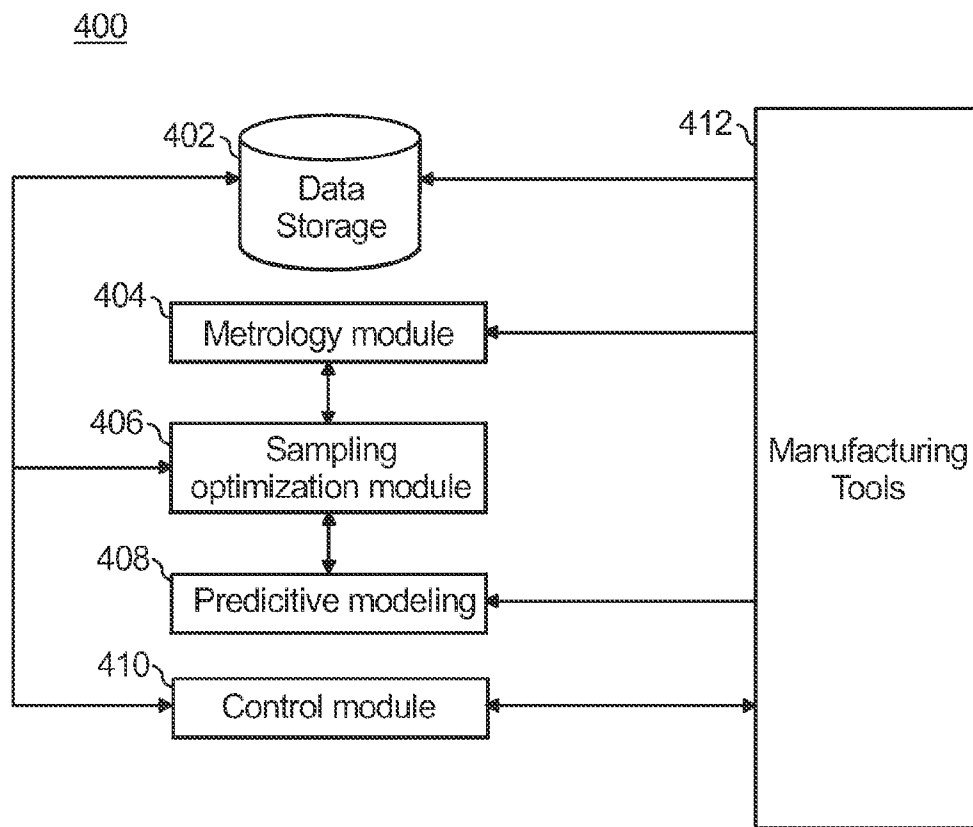 400
412
402
Data
Storage
404
Metrology module
406
Sampling
optimization module
Manufacturing
Tools
408
Predicitive modeling
410
Control module